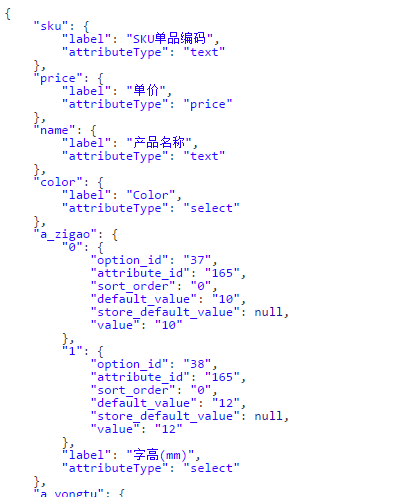 {
    "sku": {
        "label": "SKU单品编码",
        "attributeType": "text"
    },
    "price": {
        "label": "单价",
        "attributeType": "price"
    },
    "name": {
        "label": "产品名称",
        "attributeType": "text"
    },
    "color": {
        "label": "Color",
        "attributeType": "select"
    },
    "a_zigao": {
        "0": {
            "option_id": "37",
            "attribute_id": "165",
            "sort_order": "0",
            "default_value": "10",
            "store_default_value": null,
            "value": "10"
        },
        "1": {
            "option_id": "38",
            "attribute_id": "165",
            "sort_order": "0",
            "default_value": "12",
            "store_default_value": null,
            "value": "12"
        },
        "label": "字高(mm)",
        "attributeType": "select"
    },
    "a_yongtu": {